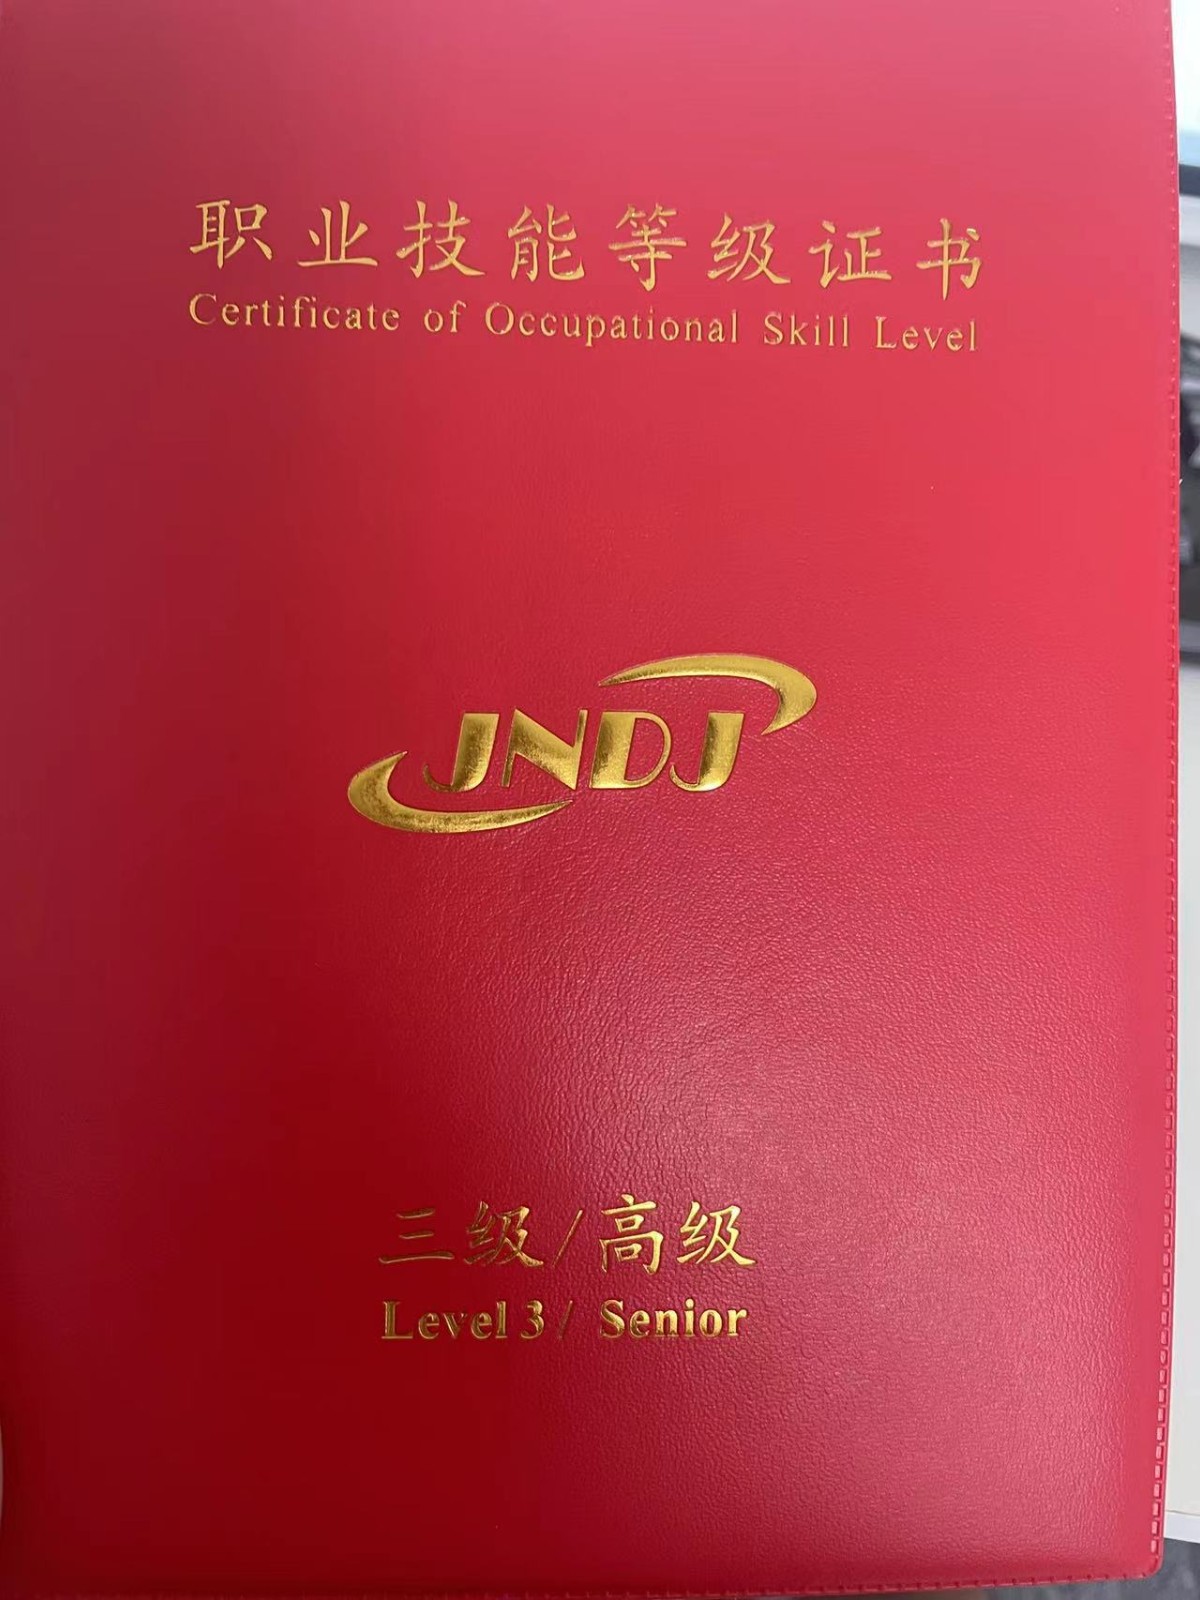 职业技能等级证书
Certificate of Occupational Skill Level
JNDJ
三级/高级
Level 3 / Senior